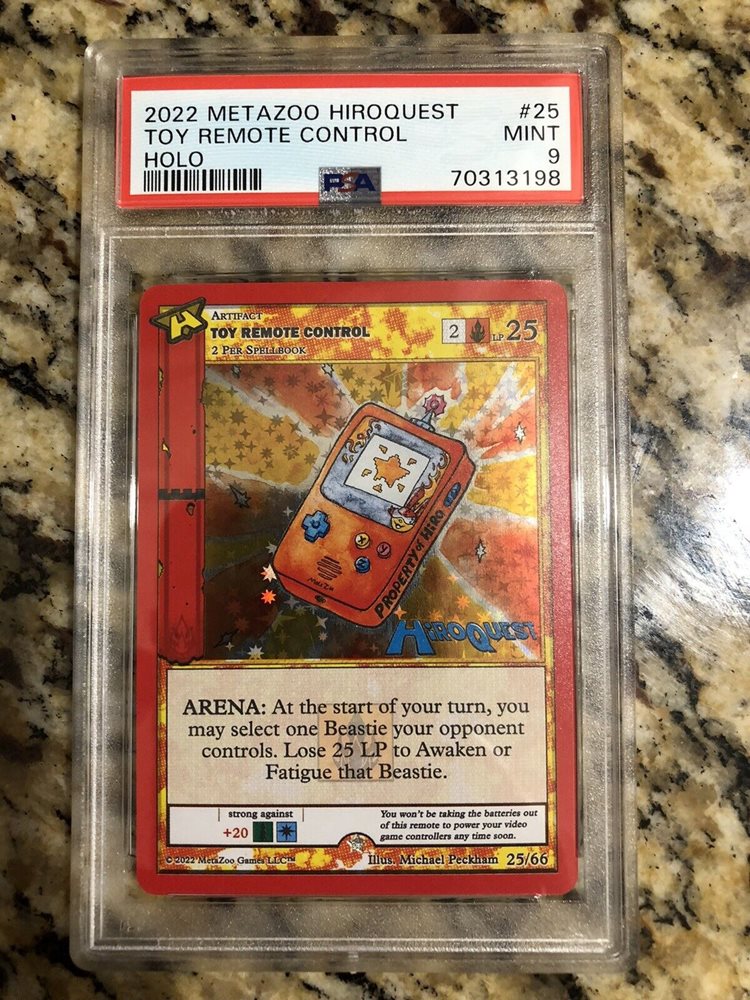 2022 METAZOO HIROQUEST #25
TOY REMOTE CONTROL MINT
HOLO 9
PSA
70313198
ARTIFACT
TOY REMOTE CONTROL
2 PER SPELLBOOK
2 LP 25
PROPERTY of HIRO
X Y
HIROQUEST
ARENA: At the start of your turn, you
may select one Beastie your opponent
controls. Lose 25 LP to Awaken or
Fatigue that Beastie.
strong against
+20
You won't be taking the batteries out
of this remote to power your video
game controllers any time soon.
© 2022 MetaZoo Games LLC™ Illus. Michael Peckham 25/66